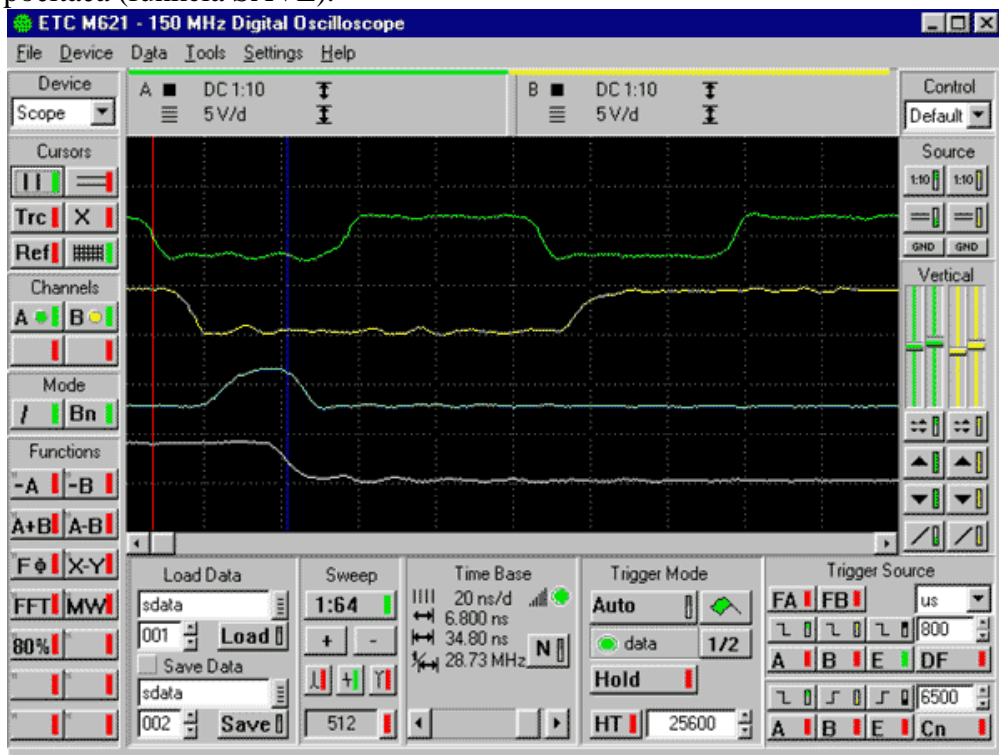 počítača (funkcia SAVE).
ETC M621 - 150 MHz Digital Oscilloscope
File Device Data Tools Settings Help
Device
Scope
A DC 1:10
5 V/d
B DC 1:10
5 V/d
Control
Default
Cursors
Trc X
Ref
Channels
A B
Mode
Bn
Functions
-A -B
A+B A-B
FΦ X-Y
FFT MW
80%
Source
1:10 1:10
GND GND
Vertical
Load Data
sdata
001 Load
Save Data
sdata
002 Save
Sweep
1:64
+ -
512
Time Base
20 ns/d
6.800 ns
34.80 ns
28.73 MHz
N
Trigger Mode
Auto
data 1/2
Hold
HT 25600
Trigger Source
FA FB us
800
A B E DF
6500
A B E Cn